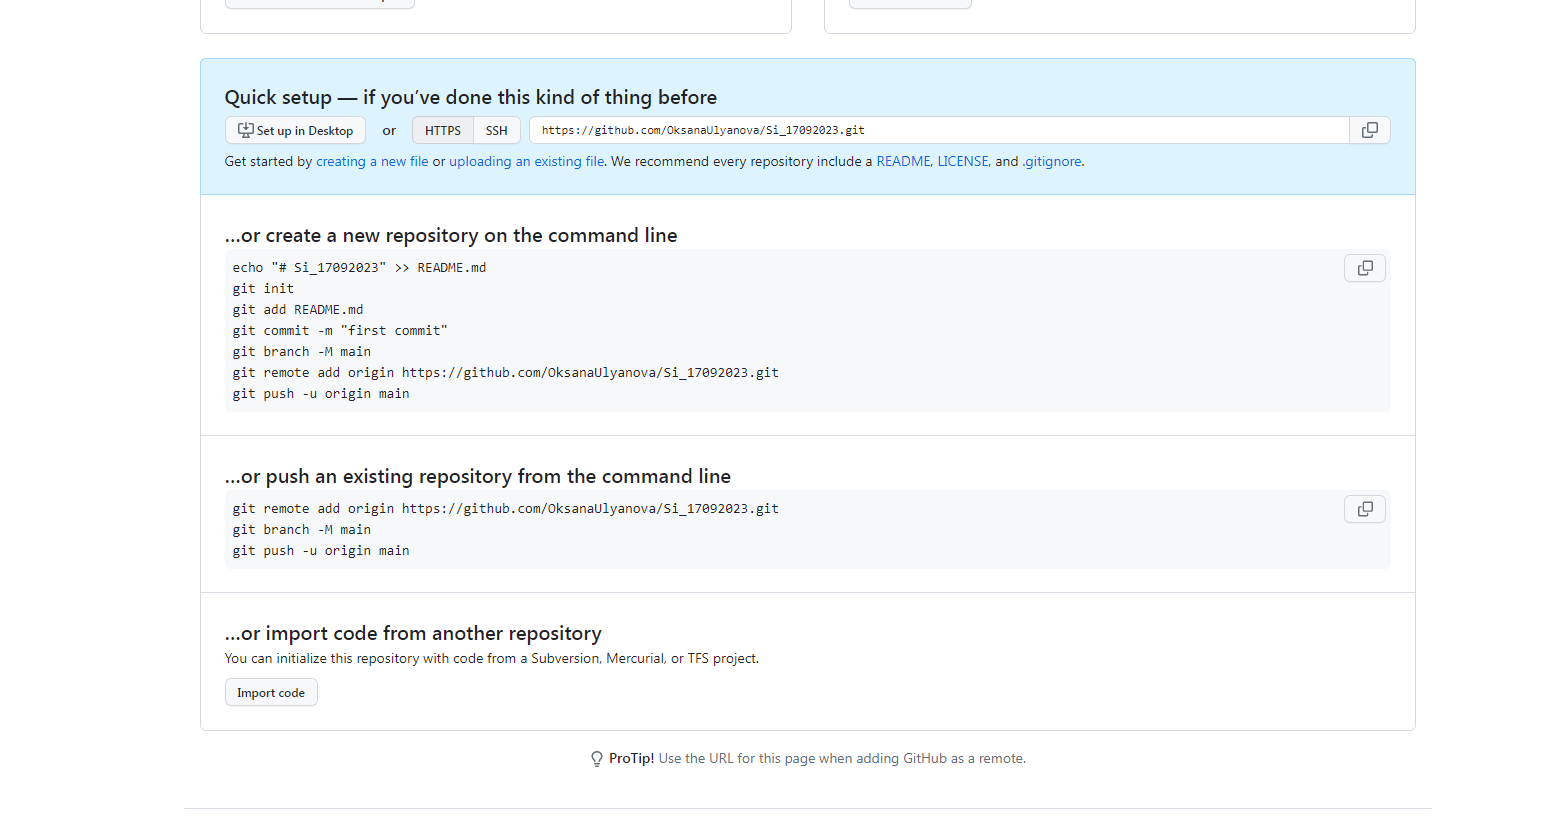 Quick setup — if you’ve done this kind of thing before
Set up in Desktop or HTTPS SSH https://github.com/OksanaUlyanova/Si_17092023.git
Get started by creating a new file or uploading an existing file. We recommend every repository include a README, LICENSE, and .gitignore.
…or create a new repository on the command line
echo "# Si_17092023" >> README.md
git init
git add README.md
git commit -m "first commit"
git branch -M main
git remote add origin https://github.com/OksanaUlyanova/Si_17092023.git
git push -u origin main
…or push an existing repository from the command line
git remote add origin https://github.com/OksanaUlyanova/Si_17092023.git
git branch -M main
git push -u origin main
…or import code from another repository
You can initialize this repository with code from a Subversion, Mercurial, or TFS project.
Import code
ProTip! Use the URL for this page when adding GitHub as a remote.